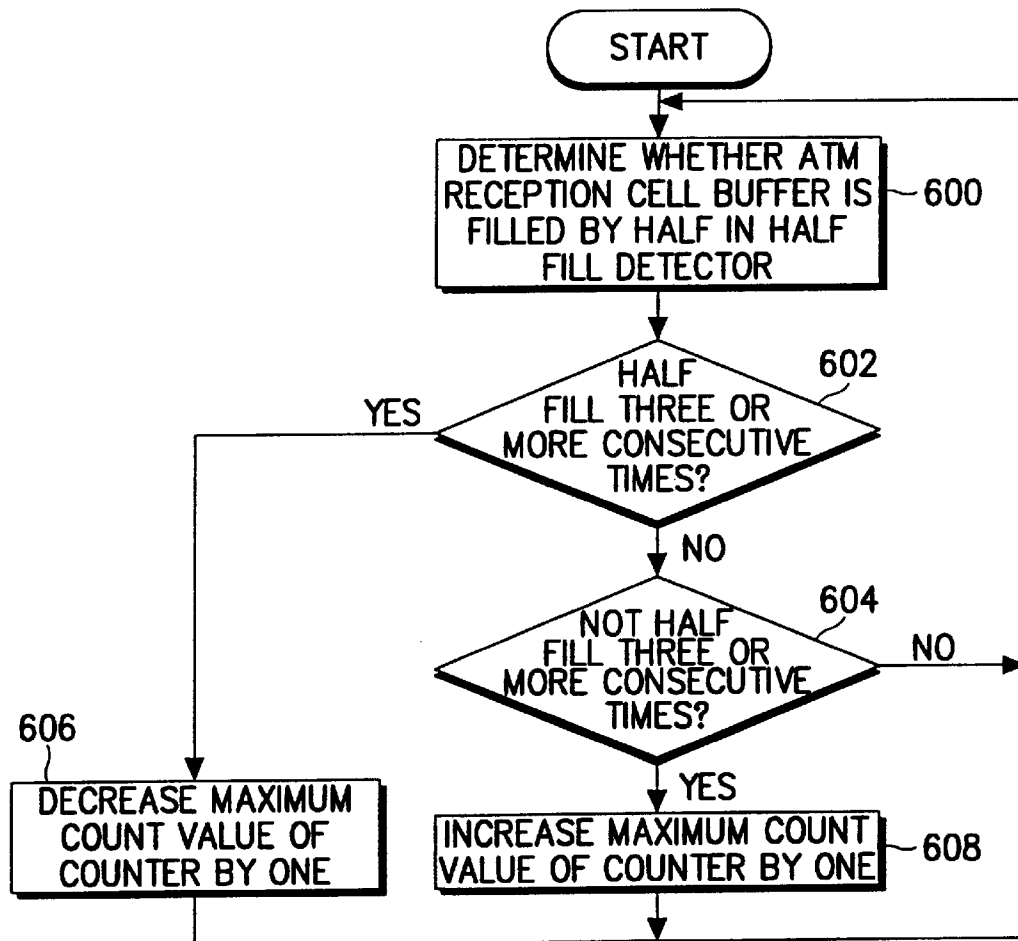 START
DETERMINE WHETHER ATM
RECEPTION CELL BUFFER IS
FILLED BY HALF IN HALF
FILL DETECTOR
600
602
HALF
FILL THREE OR
MORE CONSECUTIVE
TIMES?
YES
NO
604
NOT HALF
FILL THREE OR
MORE CONSECUTIVE
TIMES?
NO
606
YES
DECREASE MAXIMUM
COUNT VALUE OF
COUNTER BY ONE
INCREASE MAXIMUM COUNT
VALUE OF COUNTER BY ONE
608